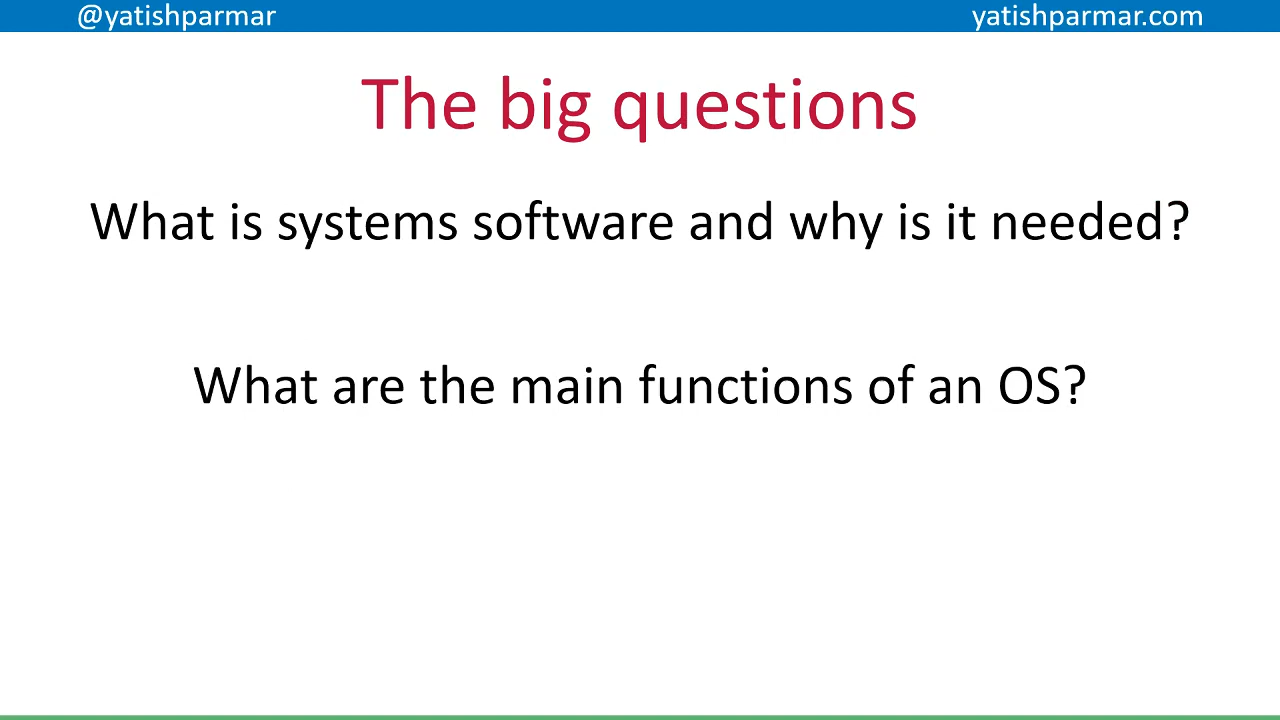 @yatishparmar
yatishparmar.com
The big questions
What is systems software and why is it needed?
What are the main functions of an OS?